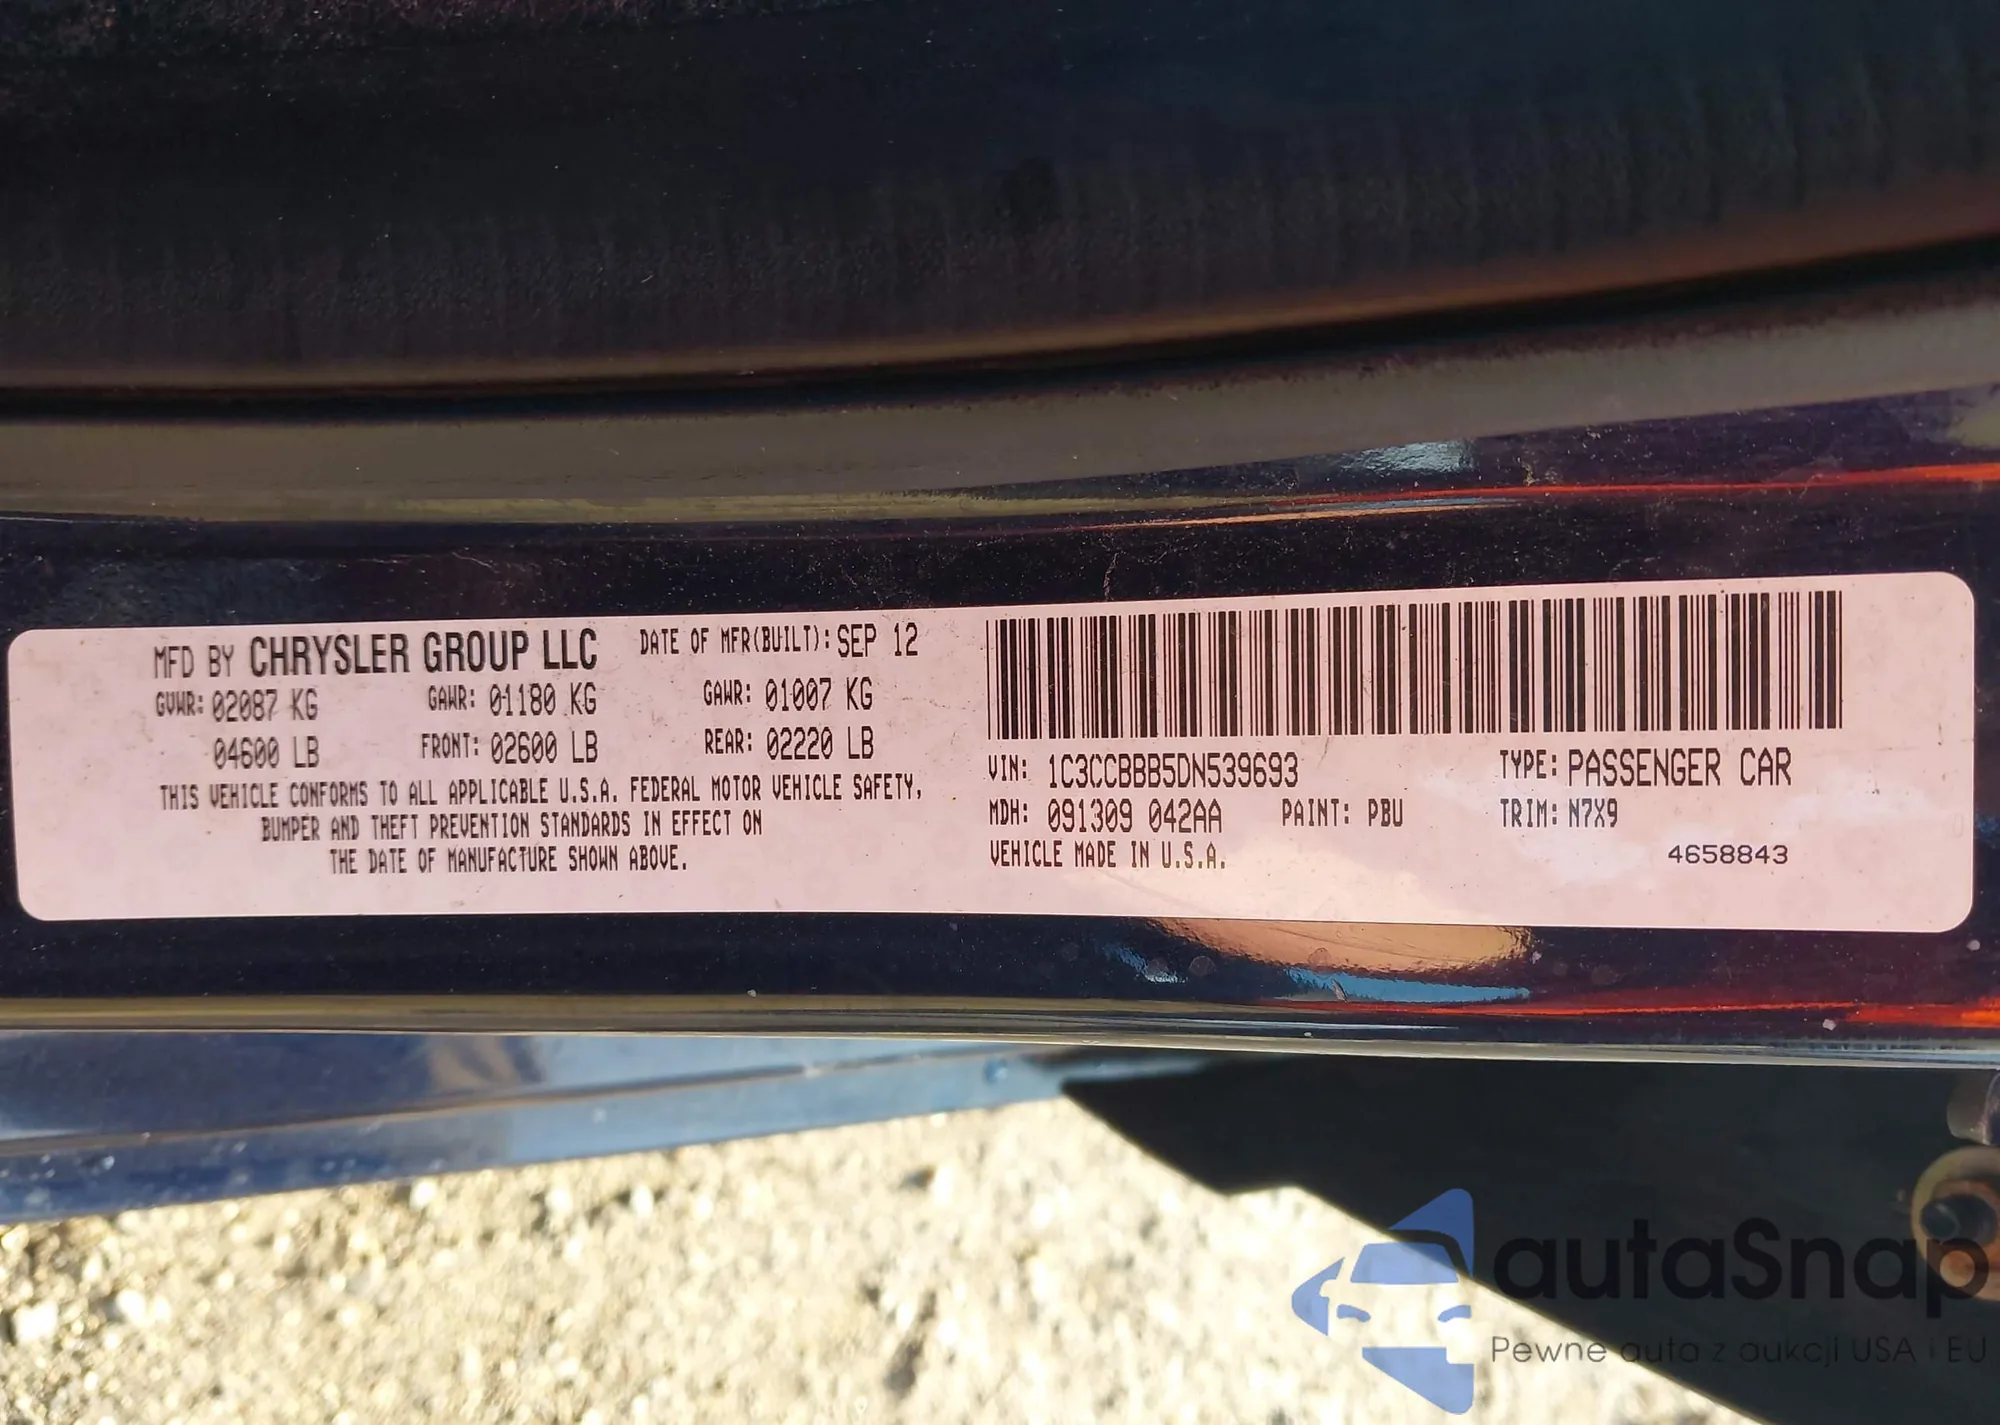 MFD BY CHRYSLER GROUP LLC DATE OF MFR(BUILT): SEP 12
GVWR: 02087 KG GAWR: 01180 KG GAWR: 01007 KG
04600 LB FRONT: 02600 LB REAR: 02220 LB
THIS VEHICLE CONFORMS TO ALL APPLICABLE U.S.A. FEDERAL MOTOR VEHICLE SAFETY,
BUMPER AND THEFT PREVENTION STANDARDS IN EFFECT ON
THE DATE OF MANUFACTURE SHOWN ABOVE.
VIN: 1C3CCBBB5DN539693 TYPE: PASSENGER CAR
MDH: 091309 042AA PAINT: PBU TRIM: N7X9
VEHICLE MADE IN U.S.A.
4658843
autaSnap
Pewne auta z aukcji USA i EU